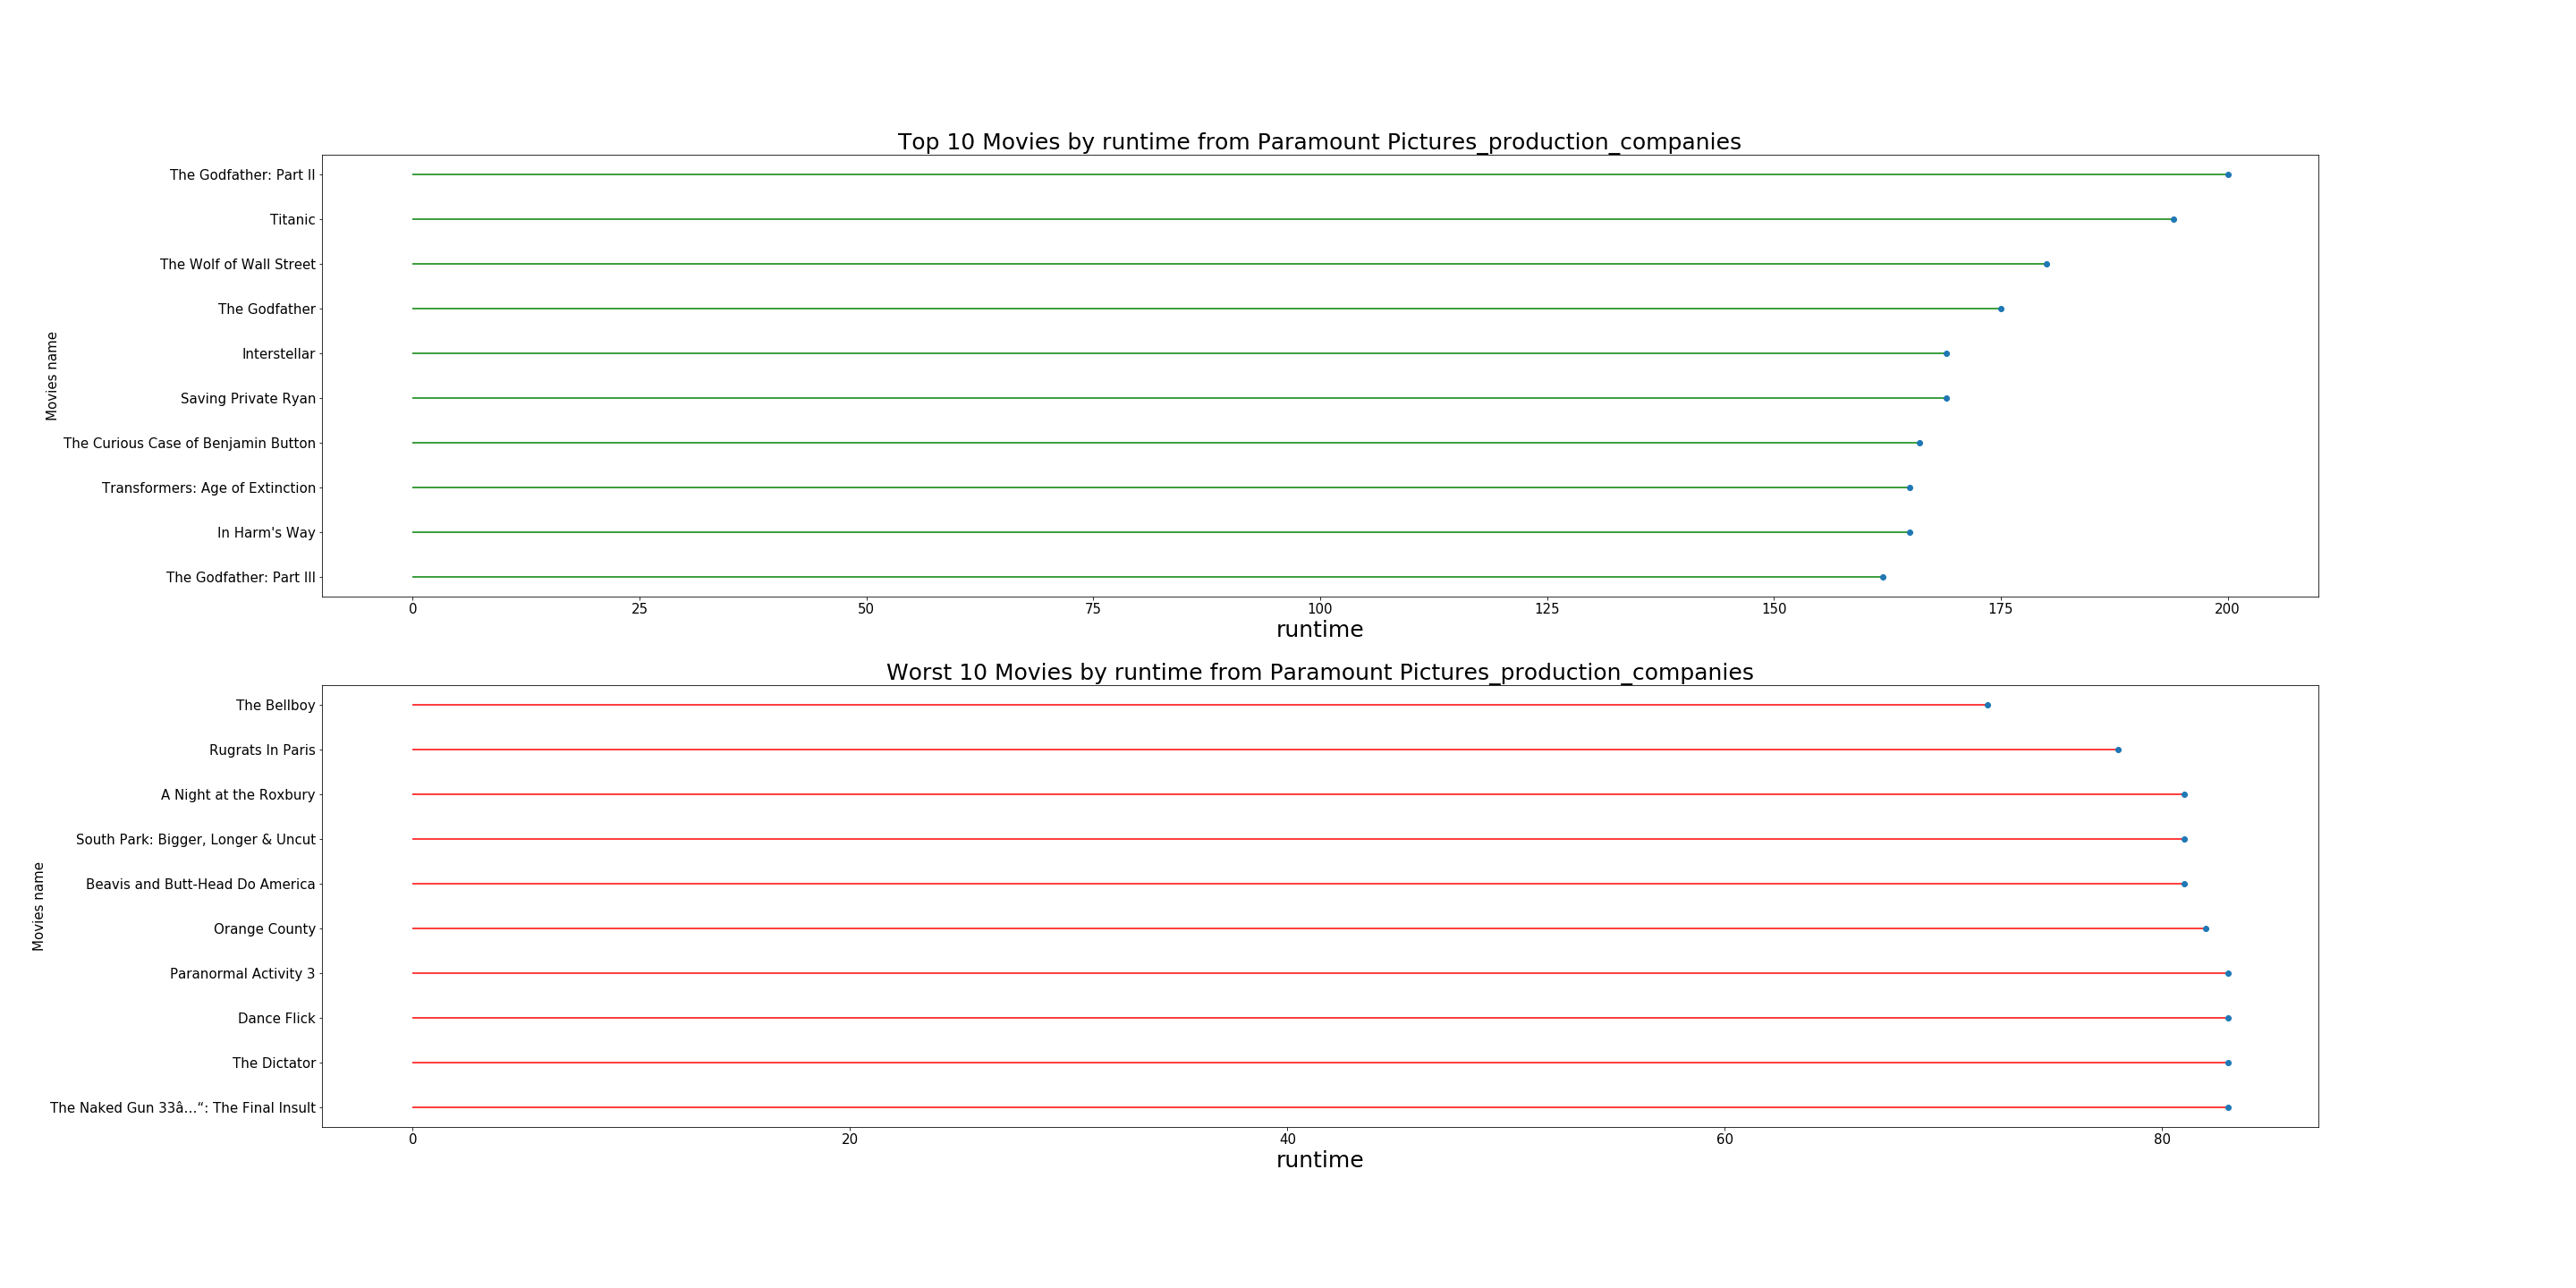 Top 10 Movies by runtime from Paramount Pictures_production_companies
Movies name
The Godfather: Part II
Titanic
The Wolf of Wall Street
The Godfather
Interstellar
Saving Private Ryan
The Curious Case of Benjamin Button
Transformers: Age of Extinction
In Harm's Way
The Godfather: Part III
0 25 50 75 100 125 150 175 200
runtime
Worst 10 Movies by runtime from Paramount Pictures_production_companies
Movies name
The Bellboy
Rugrats In Paris
A Night at the Roxbury
South Park: Bigger, Longer & Uncut
Beavis and Butt-Head Do America
Orange County
Paranormal Activity 3
Dance Flick
The Dictator
The Naked Gun 33â…“: The Final Insult
0 20 40 60 80
runtime